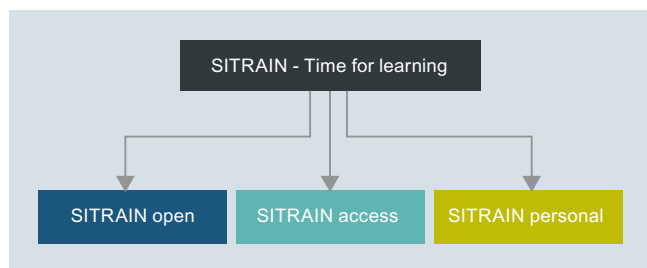 SITRAIN - Time for learning
SITRAIN open
SITRAIN access
SITRAIN personal